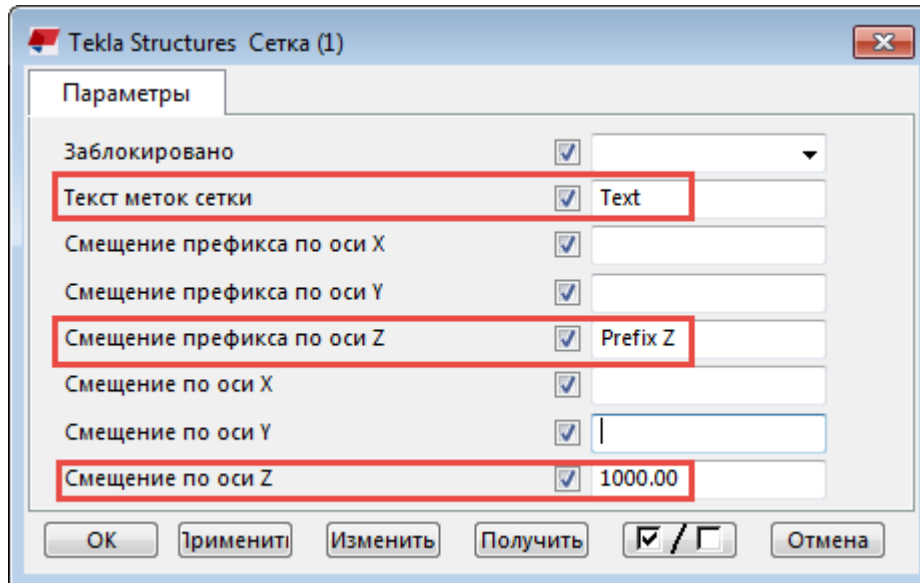 Tekla Structures Сетка (1)
Параметры
Заблокировано
Текст меток сетки Text
Смещение префикса по оси X
Смещение префикса по оси Y
Смещение префикса по оси Z Prefix Z
Смещение по оси X
Смещение по оси Y
Смещение по оси Z 1000.00
OK Применить Изменить Получить / Отмена